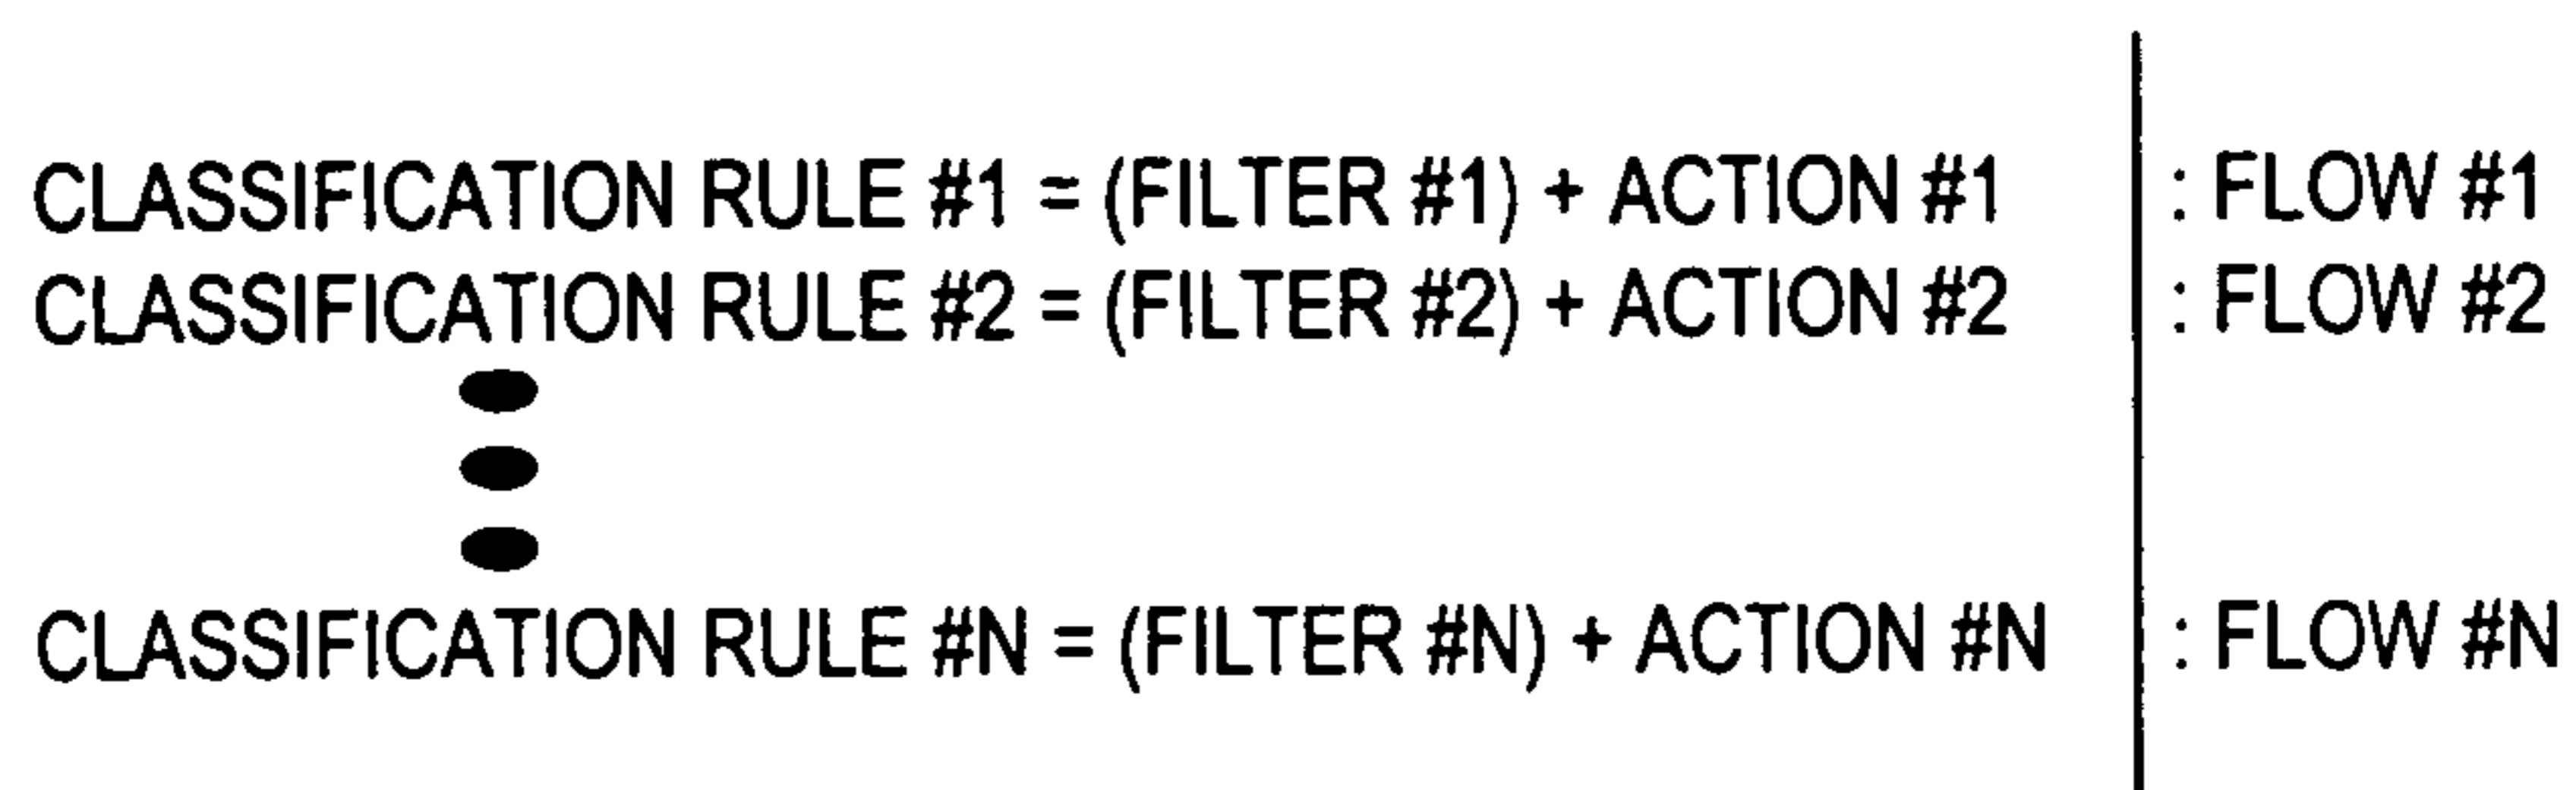 CLASSIFICATION RULE #1 = (FILTER #1) + ACTION #1 : FLOW #1
CLASSIFICATION RULE #2 = (FILTER #2) + ACTION #2 : FLOW #2
CLASSIFICATION RULE #N = (FILTER #N) + ACTION #N : FLOW #N